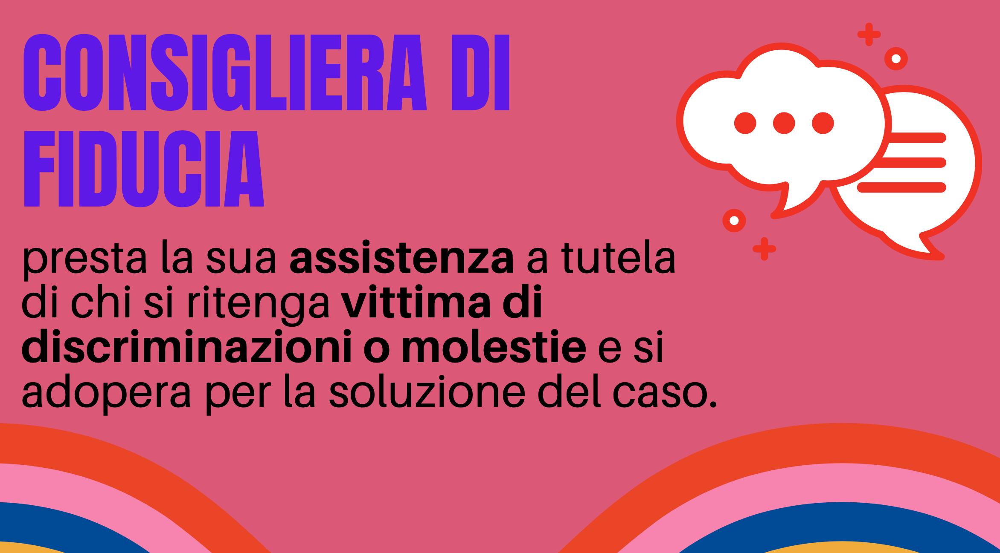 CONSIGLIERA DI
FIDUCIA
presta la sua assistenza a tutela
di chi si ritenga vittima di
discriminazioni o molestie e si
adopera per la soluzione del caso.